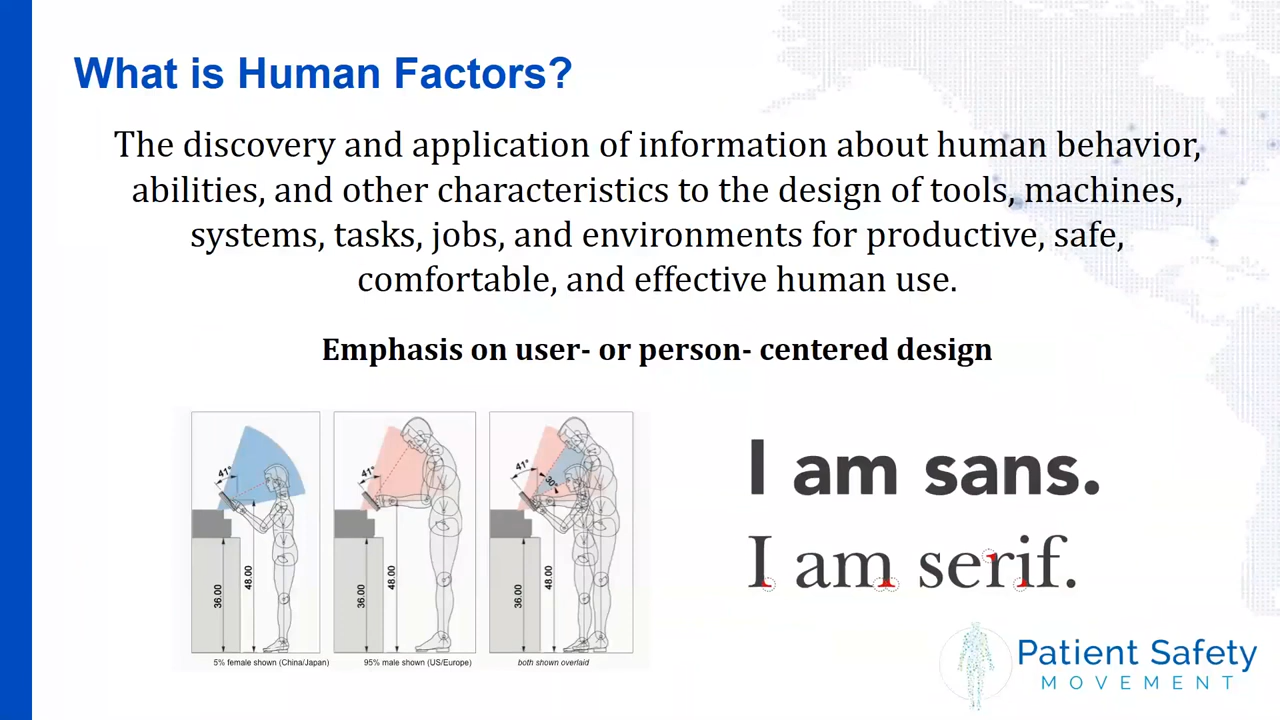 What is Human Factors?
The discovery and application of information about human behavior,
abilities, and other characteristics to the design of tools, machines,
systems, tasks, jobs, and environments for productive, safe,
comfortable, and effective human use.
Emphasis on user- or person- centered design
41°
36.00
48.00
5% female shown (China/Japan)
41°
36.00
48.00
95% male shown (US/Europe)
41°
30°
36.00
48.00
both shown overlaid
I am sans.
I am serif.
Patient Safety
MOVEMENT